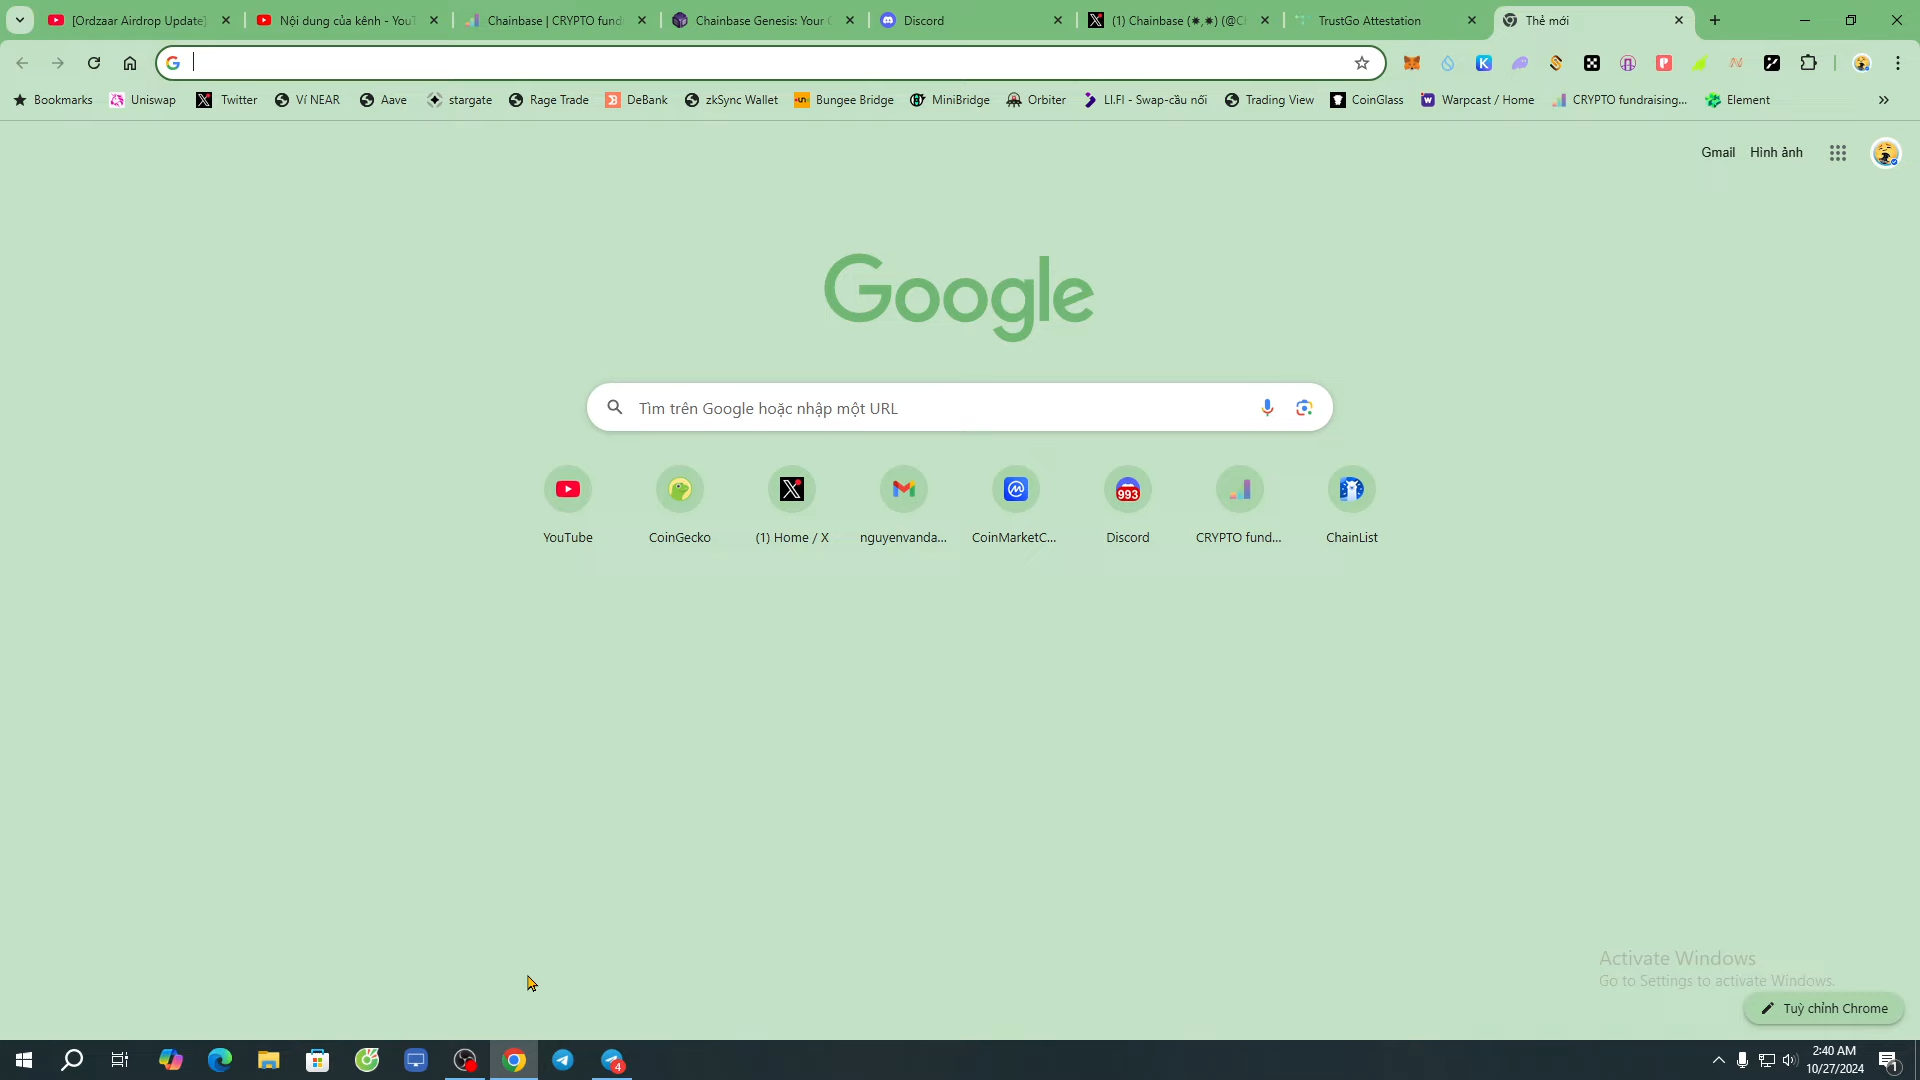 [Ordzaar Airdrop Update]
Nội dung của kênh - YouT
Chainbase | CRYPTO fund
Chainbase Genesis: Your
Discord
(1) Chainbase (✷,✷) (@C
TrustGo Attestation
Thẻ mới
Bookmarks
Uniswap
Twitter
Ví NEAR
Aave
stargate
Rage Trade
DeBank
zkSync Wallet
Bungee Bridge
MiniBridge
Orbiter
LI.FI - Swap-cầu nối
Trading View
CoinGlass
Warpcast / Home
CRYPTO fundraising...
Element
Gmail
Hình ảnh
Google
Tìm trên Google hoặc nhập một URL
YouTube
CoinGecko
(1) Home / X
nguyenvanda...
CoinMarketC...
993
Discord
CRYPTO fund...
ChainList
Activate Windows
Go to Settings to activate Windows.
Tuỳ chỉnh Chrome
4
2:40 AM
10/27/2024
1